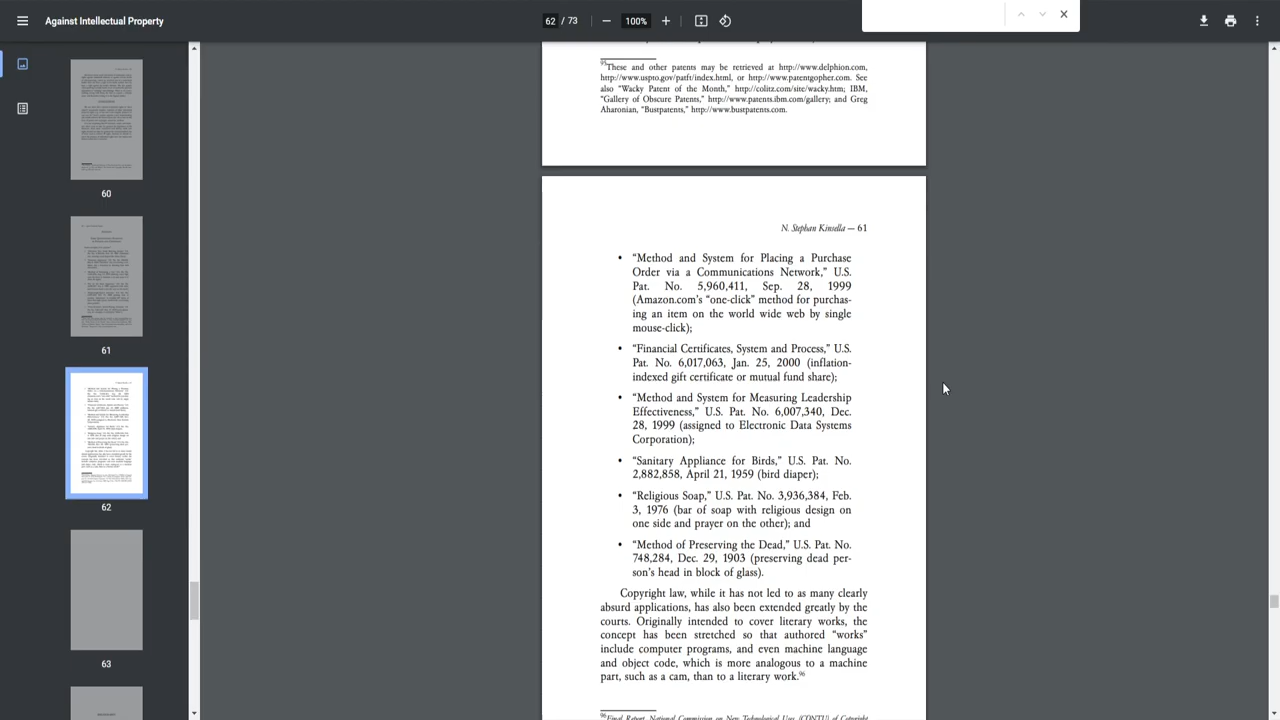 Against Intellectual Property
62 / 73
100%
60
61
62
63
95These and other patents may be retrieved at http://www.delphion.com,
http://www.uspto.gov/patft/index.html, or http://www.patentgopher.com. See
also “Wacky Patent of the Month,” http://colitz.com/site/wacky.htm; IBM,
“Gallery of Obscure Patents,” http://www.patents.ibm.com/gallery; and Greg
Aharonian, “Bustpatents,” http://www.bustpatents.com.
N. Stephan Kinsella — 61
• “Method and System for Placing a Purchase
Order via a Communications Network,” U.S.
Pat. No. 5,960,411, Sep. 28, 1999
(Amazon.com’s “one-click” method for purchas-
ing an item on the world wide web by single
mouse-click);
• “Financial Certificates, System and Process,” U.S.
Pat. No. 6,017,063, Jan. 25, 2000 (inflation-
indexed gift certificate or mutual fund share);
• “Method and System for Measuring Leadership
Effectiveness,” U.S. Pat. No. 6,007,340, Dec.
28, 1999 (assigned to Electronic Data Systems
Corporation);
• “Sanitary Appliance for Birds,” U.S. Pat. No.
2,882,858, April 21, 1959 (bird diaper);
• “Religious Soap,” U.S. Pat. No. 3,936,384, Feb.
3, 1976 (bar of soap with religious design on
one side and prayer on the other); and
• “Method of Preserving the Dead,” U.S. Pat. No.
748,284, Dec. 29, 1903 (preserving dead per-
son’s head in block of glass).
Copyright law, while it has not led to as many clearly
absurd applications, has also been extended greatly by the
courts. Originally intended to cover literary works, the
concept has been stretched so that authored “works”
include computer programs, and even machine language
and object code, which is more analogous to a machine
part, such as a cam, than to a literary work.96
96Final Report, National Commission on New Technological Uses (CONTU) of Copyright